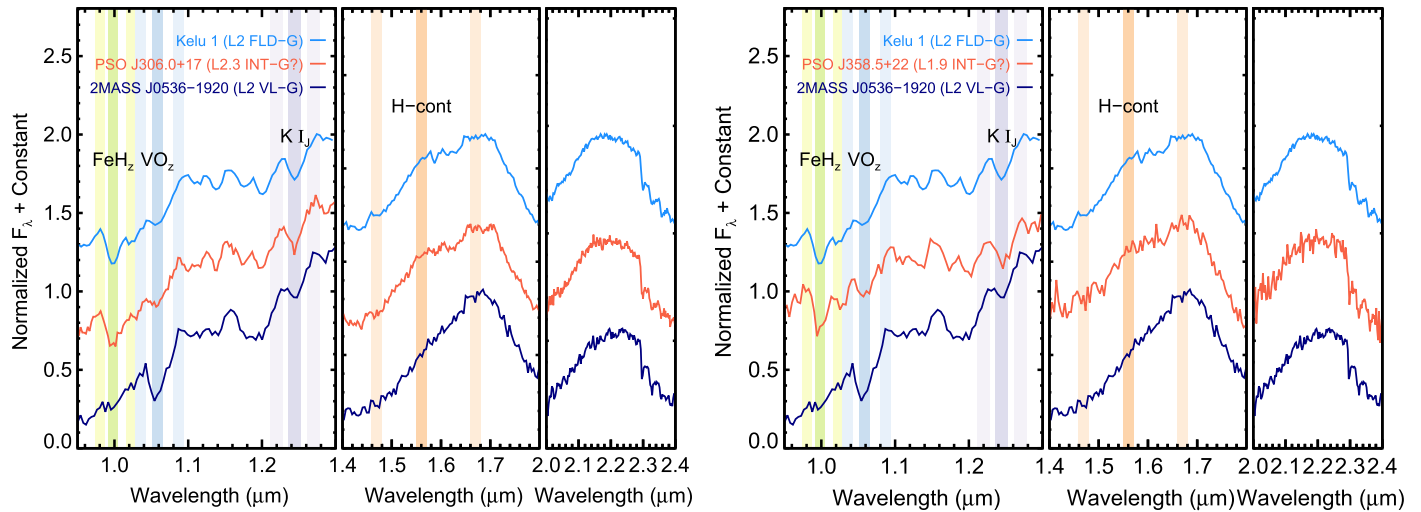 2.5
2.0
1.5
1.0
0.5
0.0
Normalized Fλ + Constant
Kelu 1 (L2 FLD−G)
PSO J306.0+17 (L2.3 INT−G?)
2MASS J0536−1920 (L2 VL−G)
FeHz VOz
K IJ
H−cont
1.0 1.1 1.2
1.4 1.5 1.6 1.7
2.0 2.1 2.2 2.3 2.4
Wavelength (μm)
Wavelength (μm)
Wavelength (μm)
2.5
2.0
1.5
1.0
0.5
0.0
Normalized Fλ + Constant
Kelu 1 (L2 FLD−G)
PSO J358.5+22 (L1.9 INT−G?)
2MASS J0536−1920 (L2 VL−G)
FeHz VOz
K IJ
H−cont
1.0 1.1 1.2
1.4 1.5 1.6 1.7
2.0 2.1 2.2 2.3 2.4
Wavelength (μm)
Wavelength (μm)
Wavelength (μm)